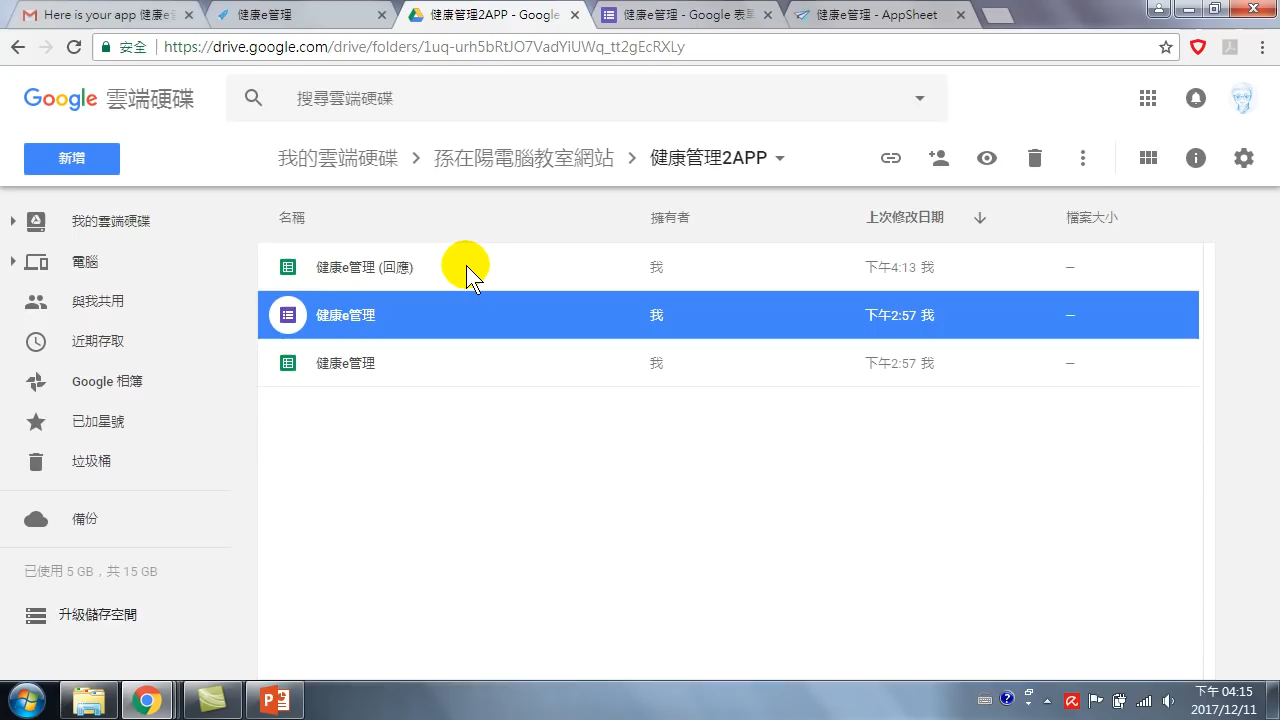 Here is your app 健康e
健康e管理
健康管理2APP - Google
健康e管理 - Google 表單
健康e管理 - AppSheet
安全
https://drive.google.com/drive/folders/1uq-urh5bDtJO7VadYiUWq_tt2gEcRXLy
Google 雲端硬碟
搜尋雲端硬碟
新增
我的雲端硬碟 > 孫在陽電腦教室網站 > 健康管理2APP
名稱 擁有者 上次修改日期 檔案大小
我的雲端硬碟
電腦
與我共用
近期存取
Google 相簿
已加星號
垃圾桶
備份
已使用 5 GB，共 15 GB
升級儲存空間
健康e管理 (回應) 我 下午4:13 我 –
健康e管理 我 下午2:57 我 –
健康e管理 我 下午2:57 我 –
下午 04:15
2017/12/11